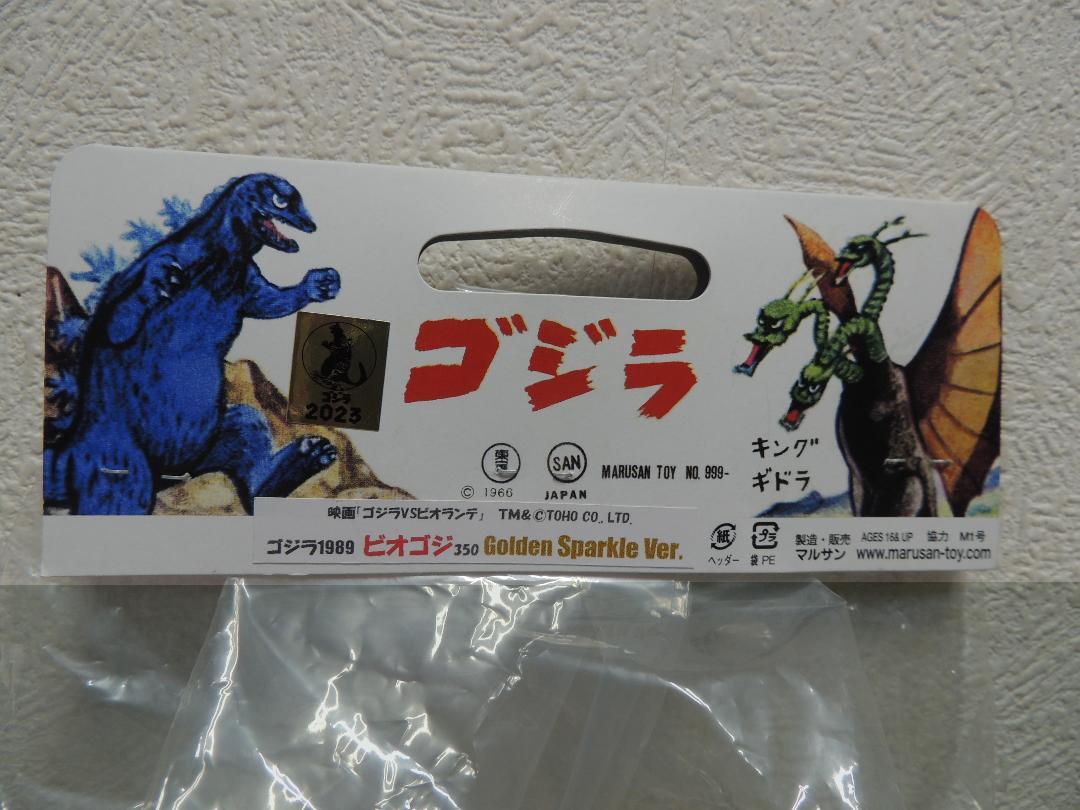 ゴジラ
ゴジラ
2023
東宝
© 1966
SAN
JAPAN
MARUSAN TOY NO. 999-
キング
ギドラ
映画「ゴジラVSビオランテ」 TM&©TOHO CO., LTD.
ゴジラ1989 ビオゴジ350 Golden Sparkle Ver.
紙
ヘッダー
プラ
袋 PE
製造・販売 AGES 15& UP 協力 M1号
マルサン www.marusan-toy.com